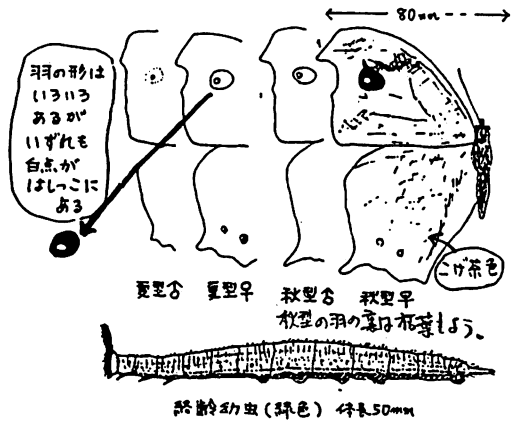 80mm
羽の形は
いろいろ
あるが
いずれも
白点が
はしっこに
ある
こげ茶色
夏型♀ 夏型♂ 秋型♀ 秋型♂
秋型の羽の裏は枯葉もよう。
終齢幼虫(緑色) 体長50mm